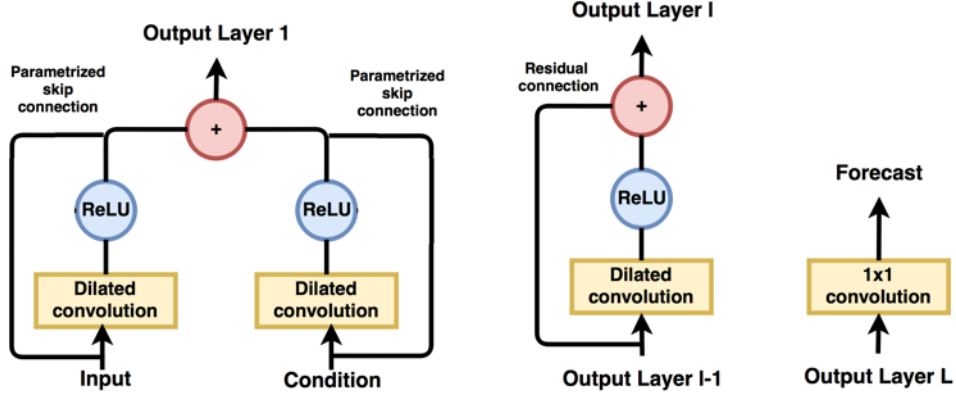 Output Layer 1
Parametrized
skip
connection
Parametrized
skip
connection
+
ReLU
ReLU
Dilated
convolution
Dilated
convolution
Input
Condition
Output Layer l
Residual
connection
+
ReLU
Dilated
convolution
Output Layer l-1
Forecast
1x1
convolution
Output Layer L